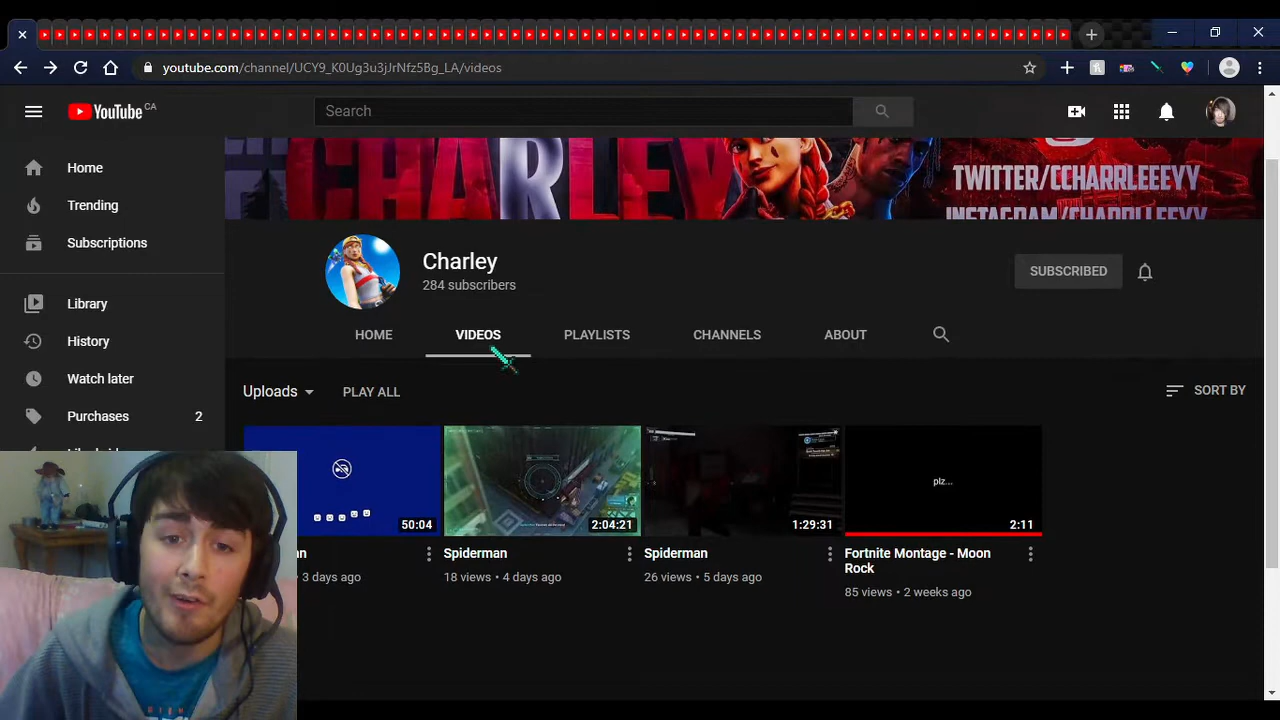 youtube.com/channel/UCY9_K0Ug3u3jJrNfz5Bg_LA/videos
YouTube CA
Search
Home
Trending
Subscriptions
Library
History
Watch later
Purchases 2
CHARLEY
TWITTER/CCHARRLEEEYY
INSTAGRAM/CHARLLEEYY
Charley
284 subscribers
SUBSCRIBED
HOME VIDEOS PLAYLISTS CHANNELS ABOUT
Uploads PLAY ALL SORT BY
plz...
50:04 2:04:21 1:29:31 2:11
Spiderman Spiderman Fortnite Montage - Moon
Rock
3 days ago 18 views • 4 days ago 26 views • 5 days ago
85 views • 2 weeks ago